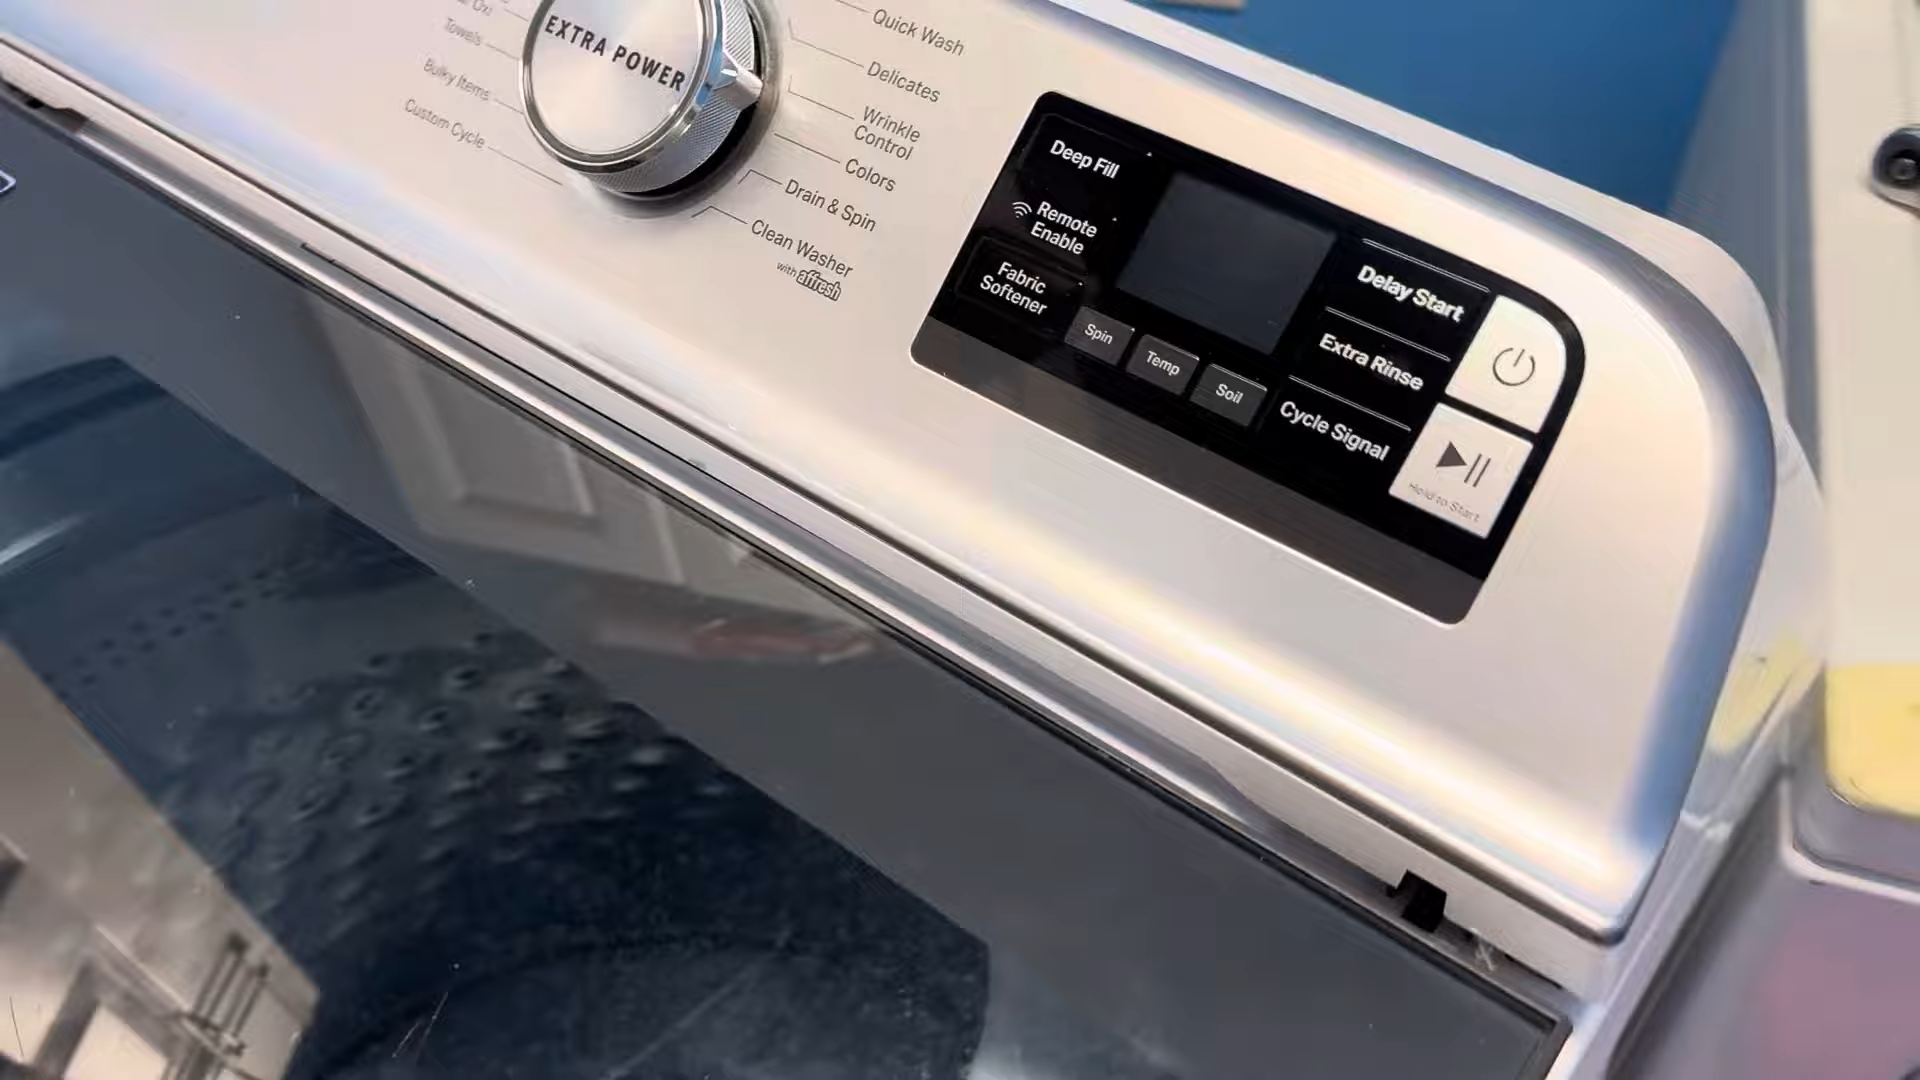 Oxi
Towels
Bulky Items
Custom Cycle
EXTRA POWER
Quick Wash
Delicates
Wrinkle
Control
Colors
Drain & Spin
Clean Washer
with affresh
Deep Fill
Remote
Enable
Fabric
Softener
Spin
Temp
Soil
Delay Start
Extra Rinse
Cycle Signal
Hold to Start